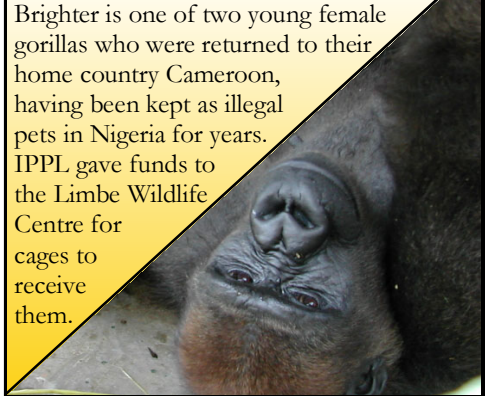 Brighter is one of two young female
gorillas who were returned to their
home country Cameroon,
having been kept as illegal
pets in Nigeria for years.
IPPL gave funds to
the Limbe Wildlife
Centre for
cages to
receive
them.